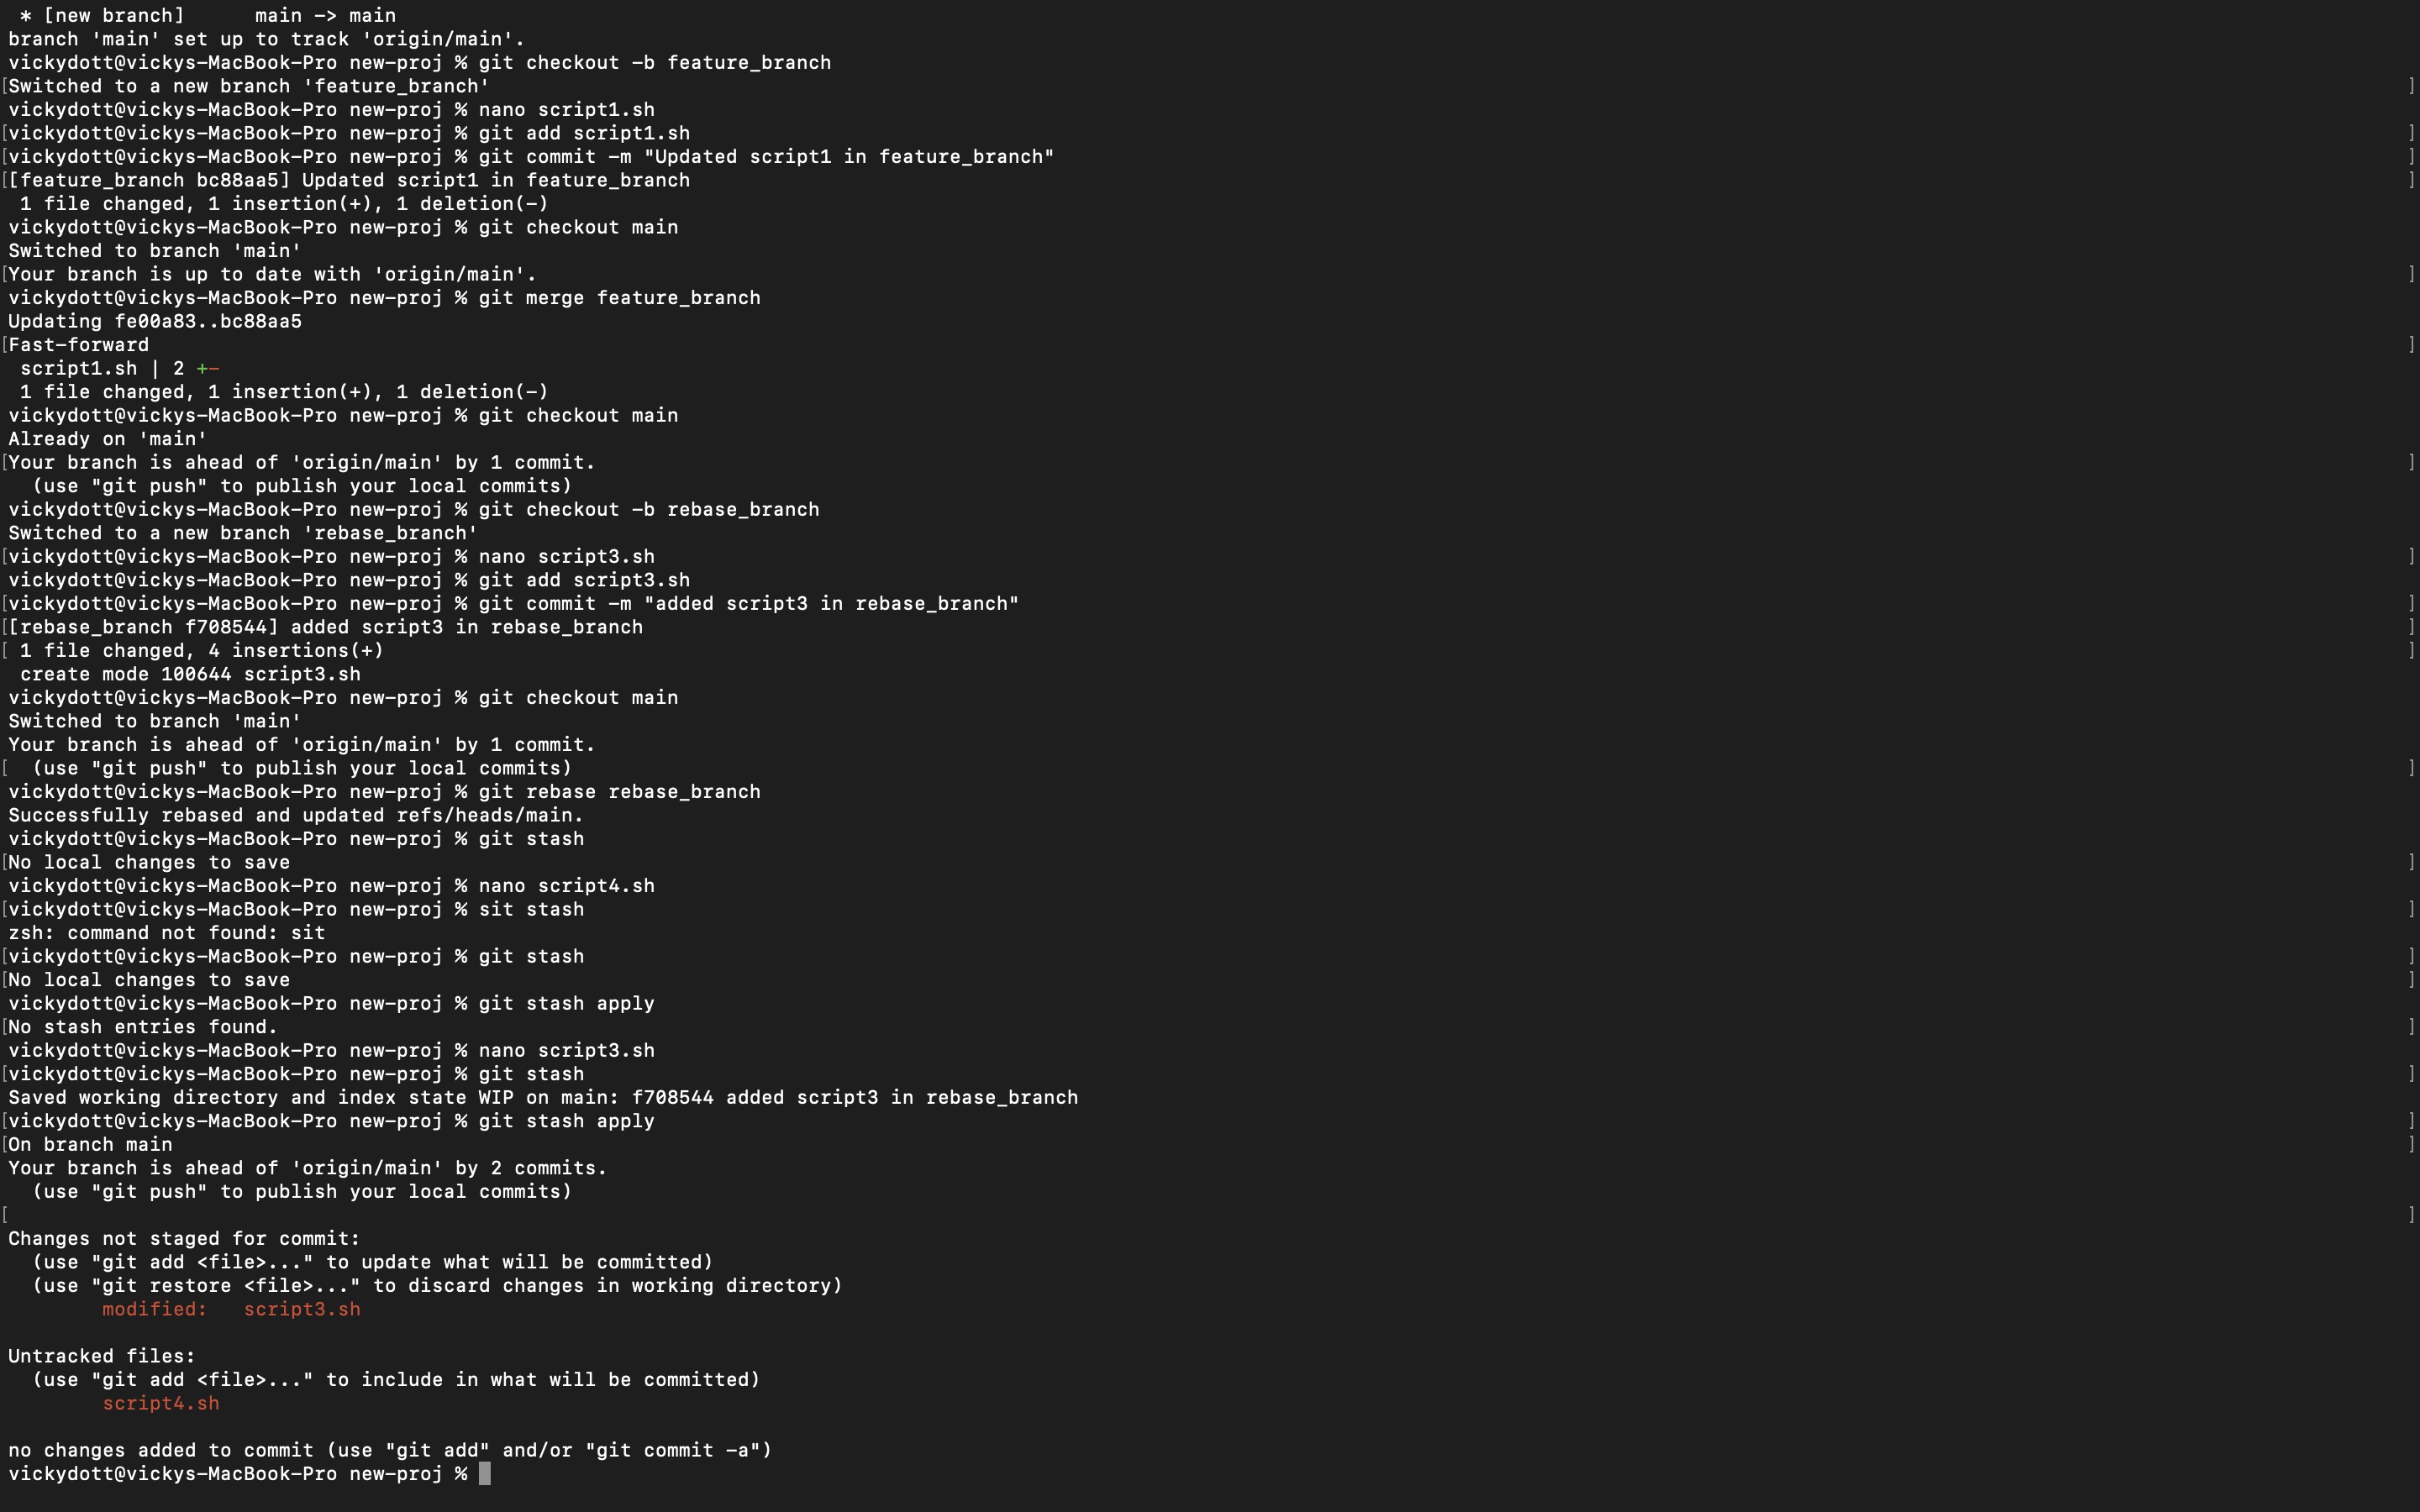 * [new branch]      main -> main
branch 'main' set up to track 'origin/main'.
vickydott@vickys-MacBook-Pro new-proj % git checkout -b feature_branch
[Switched to a new branch 'feature_branch' ]
vickydott@vickys-MacBook-Pro new-proj % nano script1.sh
[vickydott@vickys-MacBook-Pro new-proj % git add script1.sh ]
[vickydott@vickys-MacBook-Pro new-proj % git commit -m "Updated script1 in feature_branch" ]
[[feature_branch bc88aa5] Updated script1 in feature_branch ]
 1 file changed, 1 insertion(+), 1 deletion(-)
vickydott@vickys-MacBook-Pro new-proj % git checkout main
Switched to branch 'main'
[Your branch is up to date with 'origin/main'. ]
vickydott@vickys-MacBook-Pro new-proj % git merge feature_branch
Updating fe00a83..bc88aa5
[Fast-forward ]
 script1.sh | 2 +-
 1 file changed, 1 insertion(+), 1 deletion(-)
vickydott@vickys-MacBook-Pro new-proj % git checkout main
Already on 'main'
[Your branch is ahead of 'origin/main' by 1 commit. ]
  (use "git push" to publish your local commits)
vickydott@vickys-MacBook-Pro new-proj % git checkout -b rebase_branch
Switched to a new branch 'rebase_branch'
[vickydott@vickys-MacBook-Pro new-proj % nano script3.sh ]
vickydott@vickys-MacBook-Pro new-proj % git add script3.sh
[vickydott@vickys-MacBook-Pro new-proj % git commit -m "added script3 in rebase_branch" ]
[[rebase_branch f708544] added script3 in rebase_branch ]
[ 1 file changed, 4 insertions(+) ]
 create mode 100644 script3.sh
vickydott@vickys-MacBook-Pro new-proj % git checkout main
Switched to branch 'main'
Your branch is ahead of 'origin/main' by 1 commit.
[  (use "git push" to publish your local commits) ]
vickydott@vickys-MacBook-Pro new-proj % git rebase rebase_branch
Successfully rebased and updated refs/heads/main.
vickydott@vickys-MacBook-Pro new-proj % git stash
[No local changes to save ]
vickydott@vickys-MacBook-Pro new-proj % nano script4.sh
[vickydott@vickys-MacBook-Pro new-proj % sit stash ]
zsh: command not found: sit
[vickydott@vickys-MacBook-Pro new-proj % git stash ]
[No local changes to save ]
vickydott@vickys-MacBook-Pro new-proj % git stash apply
[No stash entries found. ]
vickydott@vickys-MacBook-Pro new-proj % nano script3.sh
[vickydott@vickys-MacBook-Pro new-proj % git stash ]
Saved working directory and index state WIP on main: f708544 added script3 in rebase_branch
[vickydott@vickys-MacBook-Pro new-proj % git stash apply ]
[On branch main ]
Your branch is ahead of 'origin/main' by 2 commits.
  (use "git push" to publish your local commits)
[ ]
Changes not staged for commit:
  (use "git add <file>..." to update what will be committed)
  (use "git restore <file>..." to discard changes in working directory)
        modified:   script3.sh
Untracked files:
  (use "git add <file>..." to include in what will be committed)
        script4.sh
no changes added to commit (use "git add" and/or "git commit -a")
vickydott@vickys-MacBook-Pro new-proj %